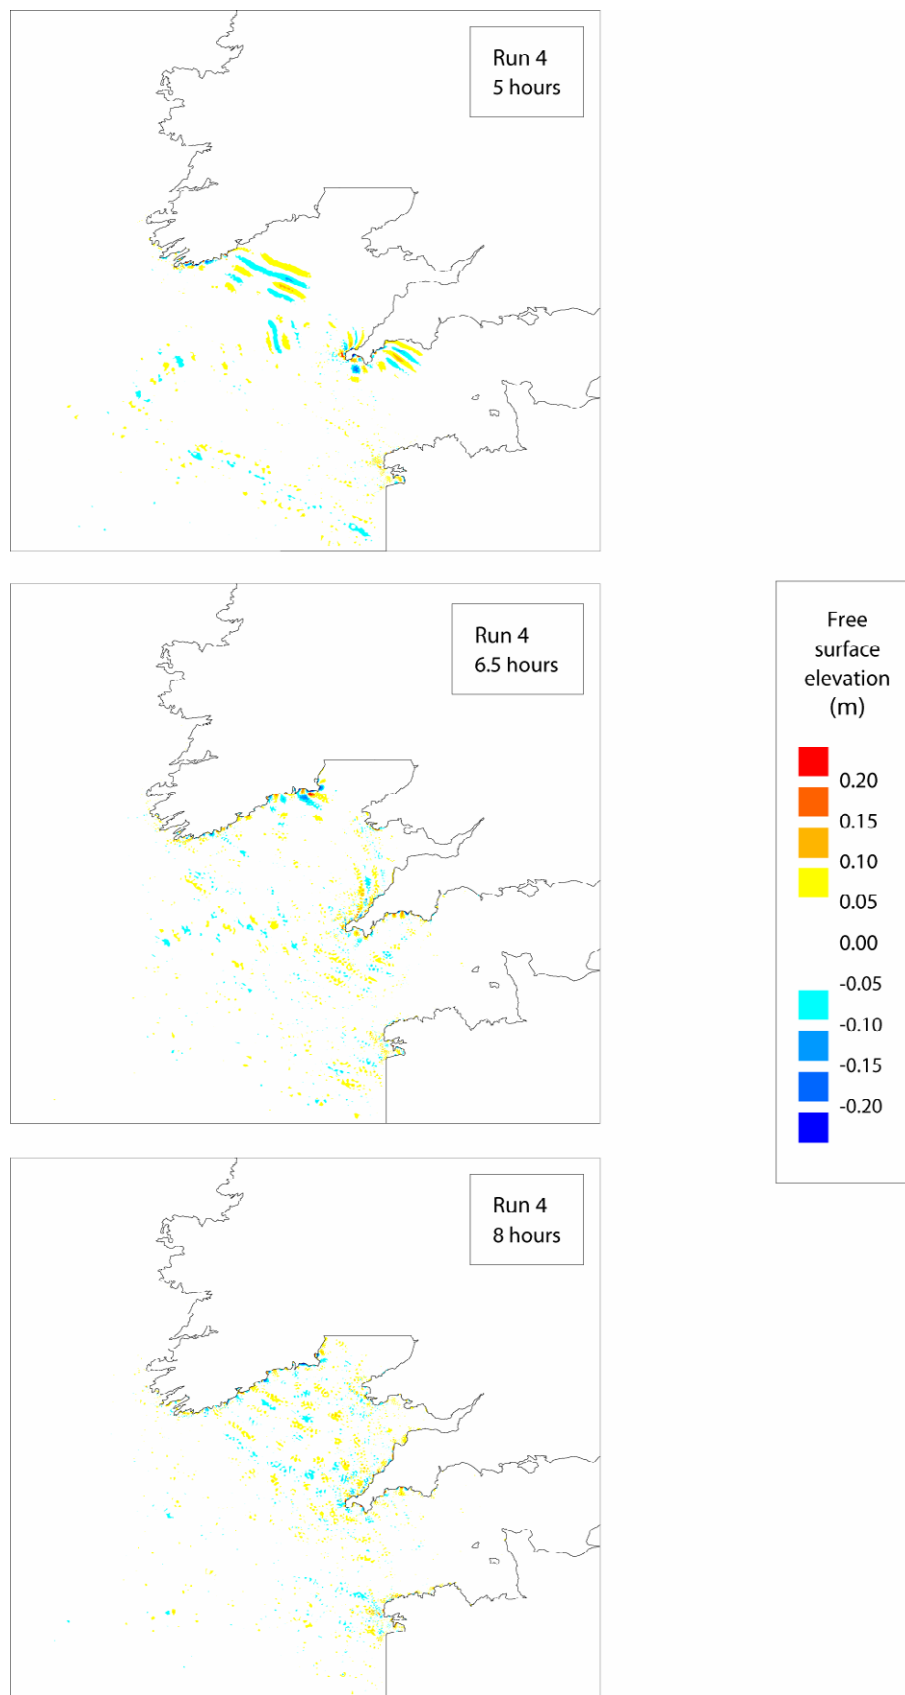 Run 4
5 hours
Run 4
6.5 hours
Free
surface
elevation
(m)
0.20
0.15
0.10
0.05
0.00
-0.05
-0.10
-0.15
-0.20
Run 4
8 hours